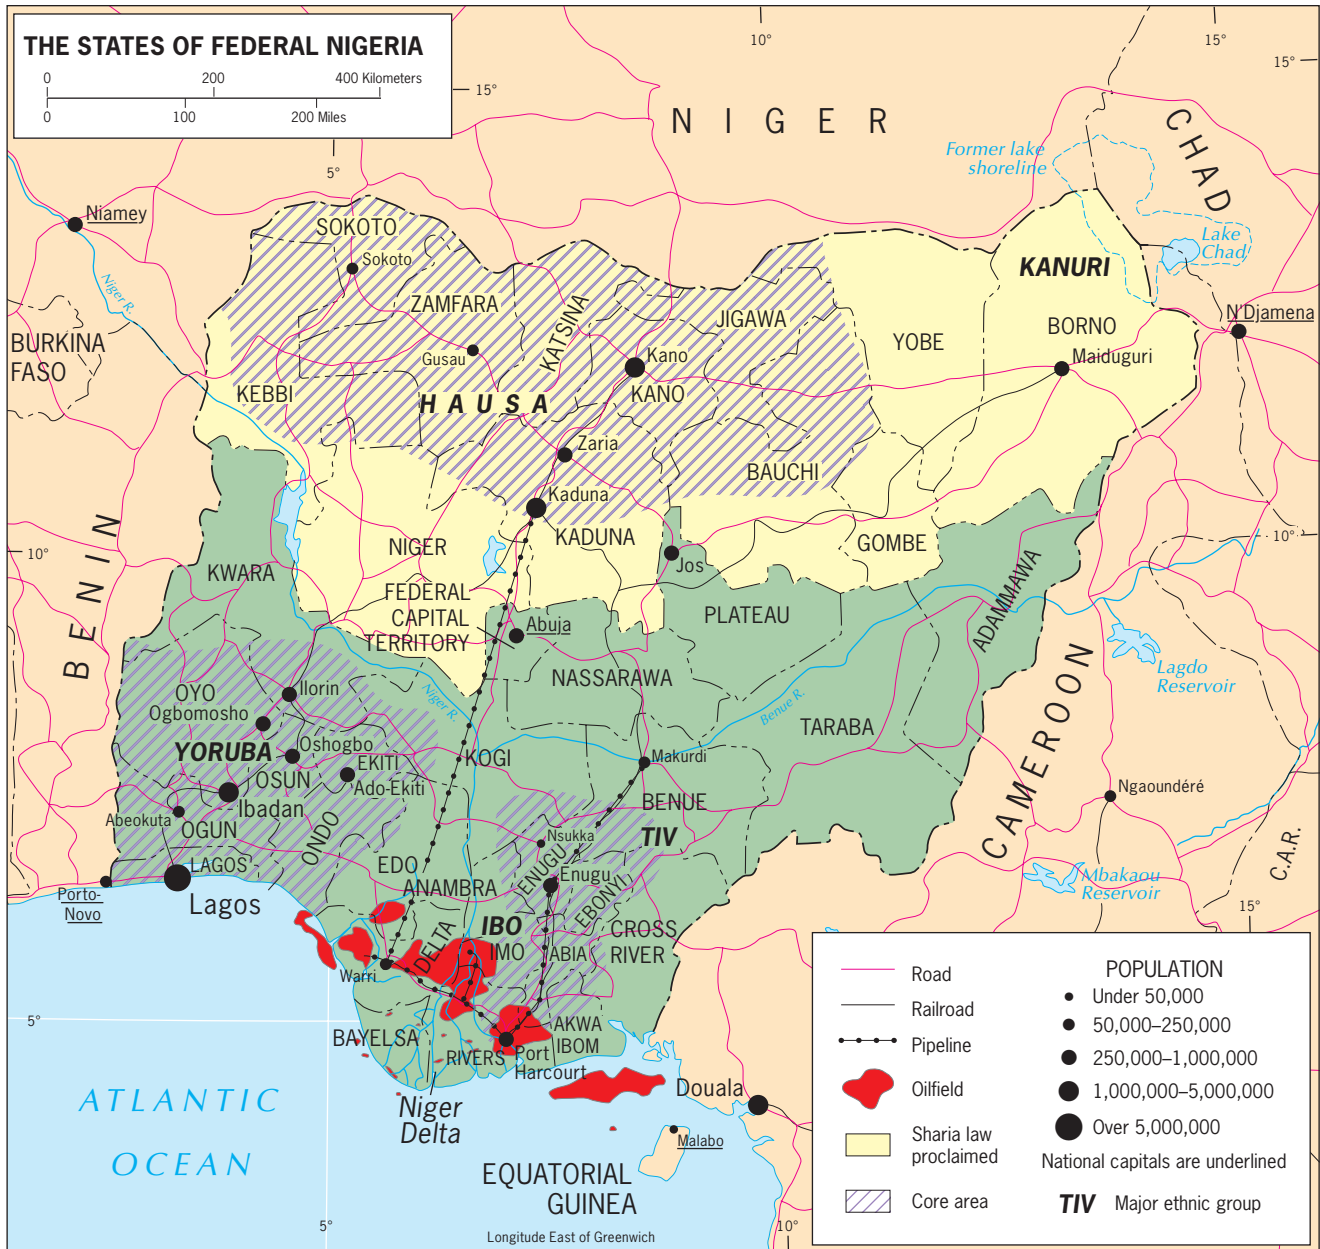 THE STATES OF FEDERAL NIGERIA
0 200 400 Kilometers
0 100 200 Miles
10°
15°
15°
15°
5°
NIGER
CHAD
Former lake
shoreline
Lake
Chad
Niamey
Niger R.
SOKOTO
Sokoto
KANURI
ZAMFARA
KATSINA
JIGAWA
YOBE
BORNO
N'Djamena
BURKINA
FASO
Gusau
Kano
Maiduguri
KEBBI
HAUSA
KANO
Zaria
BAUCHI
Kaduna
BENIN
10°
NIGER
KADUNA
GOMBE
10°
KWARA
Jos
FEDERAL
CAPITAL
TERRITORY
Abuja
PLATEAU
ADAMMAWA
CAMEROON
Lagdo
Reservoir
NASSARAWA
OYO
Ilorin
Niger R.
Benue R.
Ogbomosho
TARABA
YORUBA
Oshogbo
KOGI
Makurdi
OSUN
EKITI
Ado-Ekiti
Ngaoundéré
Ibadan
BENUE
Abeokuta
OGUN
ONDO
Nsukka
TIV
C.A.R.
LAGOS
EDO
ENUGU
Enugu
Mbakaou
Reservoir
Porto-
Novo
Lagos
ANAMBRA
EBONYI
15°
IBO
CROSS
RIVER
DELTA
IMO
ABIA
Warri
5°
BAYELSA
AKWA
IBOM
RIVERS
Port
Harcourt
Douala
Niger
Delta
ATLANTIC
OCEAN
Malabo
EQUATORIAL
GUINEA
5°
Longitude East of Greenwich
10°
Road
Railroad
Pipeline
Oilfield
Sharia law
proclaimed
Core area
POPULATION
Under 50,000
50,000–250,000
250,000–1,000,000
1,000,000–5,000,000
Over 5,000,000
National capitals are underlined
TIV Major ethnic group